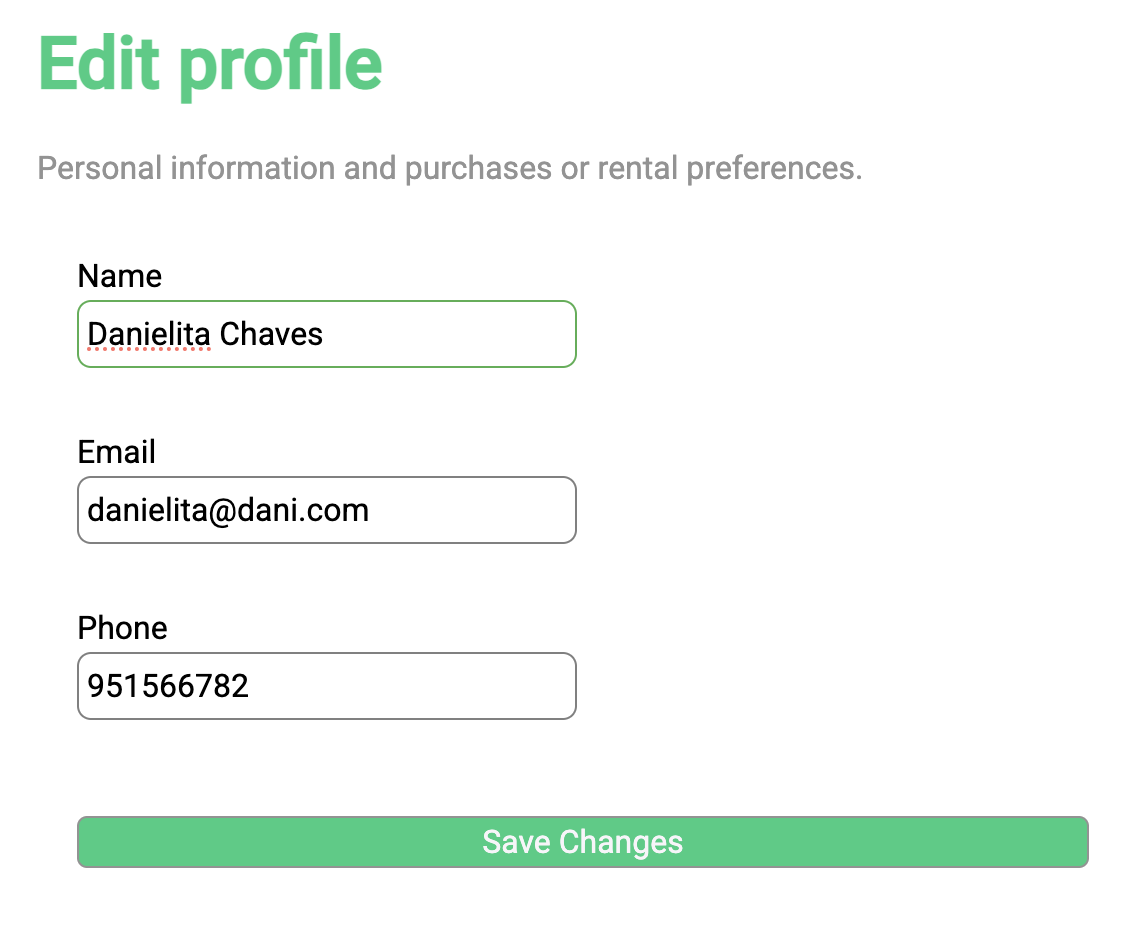 Edit profile
Personal information and purchases or rental preferences.
Name
Danielita Chaves
Email
danielita@dani.com
Phone
951566782
Save Changes